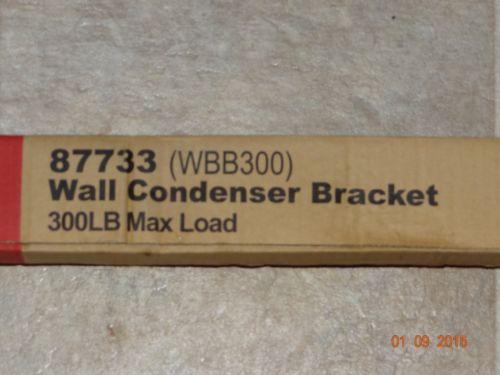 87733 (WBB300)
Wall Condenser Bracket
300LB Max Load
01 09 2015